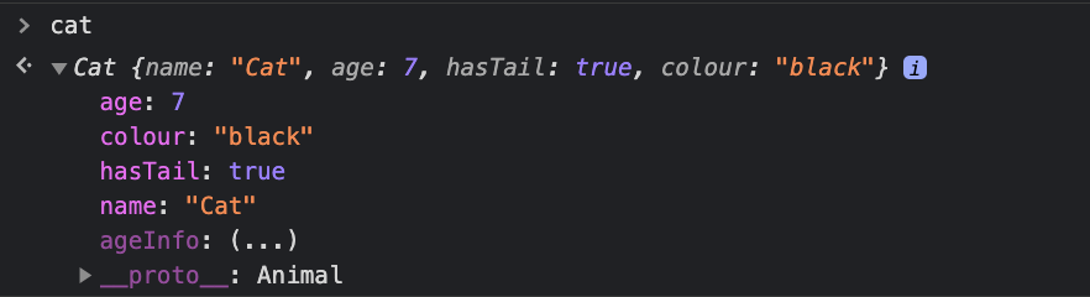 > cat
Cat {name: "Cat", age: 7, hasTail: true, colour: "black"} i
age: 7
colour: "black"
hasTail: true
name: "Cat"
ageInfo: (...)
__proto__: Animal